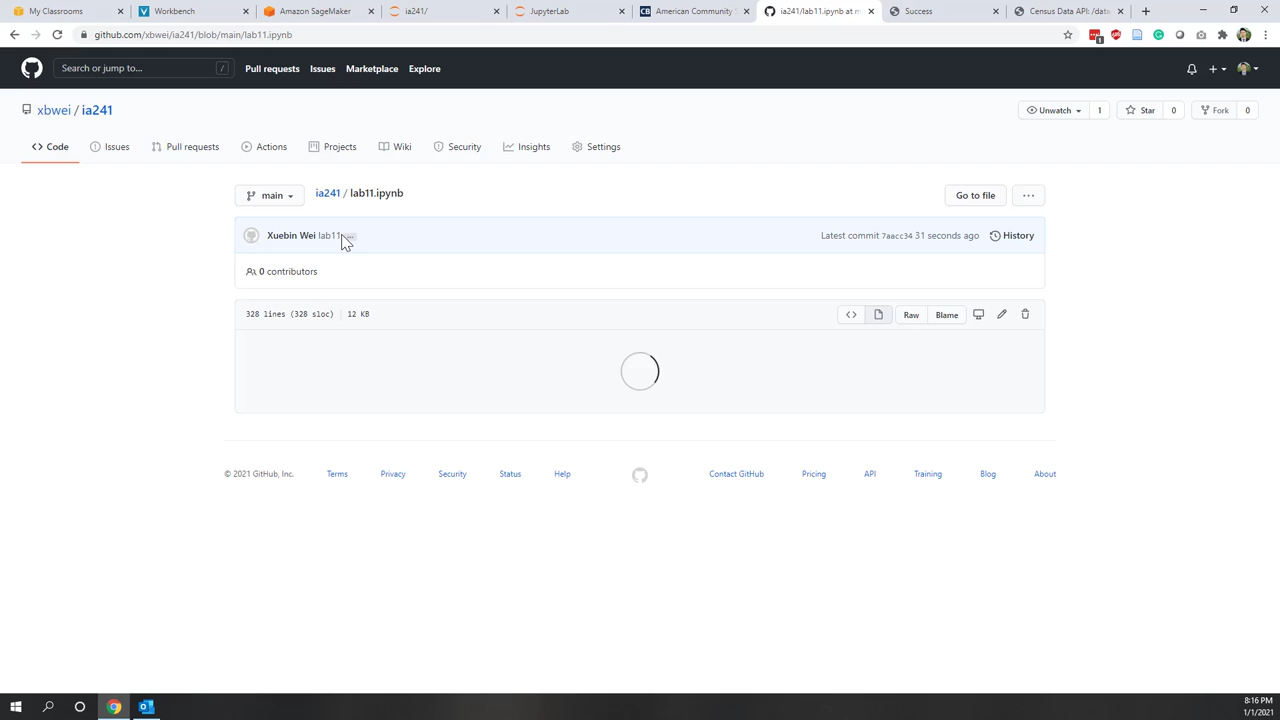 My Classrooms
Workbench
Amazon SageMaker
ia241/
JupyterLab
CB American Community S
ia241/lab11.ipynb at m
Success
Census Data API: /data
github.com/xbwei/ia241/blob/main/lab11.ipynb
1
Search or jump to... /
Pull requests Issues Marketplace Explore
xbwei / ia241
Unwatch 1 Star 0 Fork 0
Code Issues Pull requests Actions Projects Wiki Security Insights Settings
main ia241 / lab11.ipynb Go to file ...
Xuebin Wei lab11 Latest commit 7aacc34 31 seconds ago History
0 contributors
328 lines (328 sloc) 12 KB <> Raw Blame
© 2021 GitHub, Inc. Terms Privacy Security Status Help Contact GitHub Pricing API Training Blog About
8:16 PM
1/1/2021